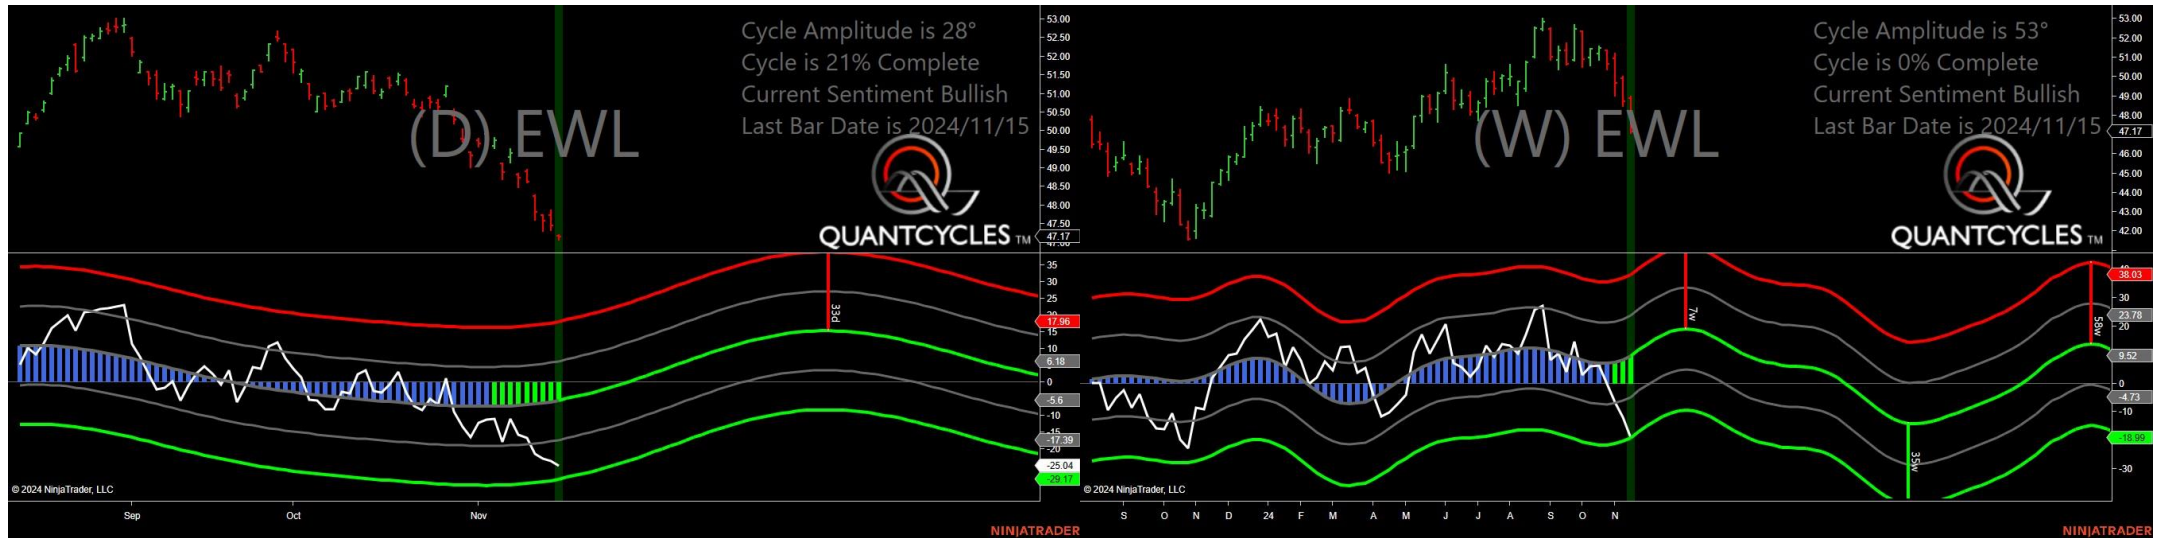 Cycle Amplitude is 28°
Cycle is 21% Complete
Current Sentiment Bullish
Last Bar Date is 2024/11/15
(D) EWL
QUANTCYCLES TM
53.00
52.50
52.00
51.50
51.00
50.50
50.00
49.50
49.00
48.50
48.00
47.50
47.17
35
30
25
17.96
15
10
6.18
0
-5.6
-10
-15
-17.39
-20
-25.04
-29.17
33d
© 2024 NinjaTrader, LLC
Sep Oct Nov
NINJATRADER
Cycle Amplitude is 53°
Cycle is 0% Complete
Current Sentiment Bullish
Last Bar Date is 2024/11/15
(W) EWL
QUANTCYCLES TM
53.00
52.00
51.00
50.00
49.00
48.00
47.17
46.00
45.00
44.00
43.00
42.00
38.03
30
23.78
20
9.52
0
-4.73
-10
-18.99
-30
7w
58w
35w
© 2024 NinjaTrader, LLC
S O N D 24 F M A M J J A S O N
NINJATRADER